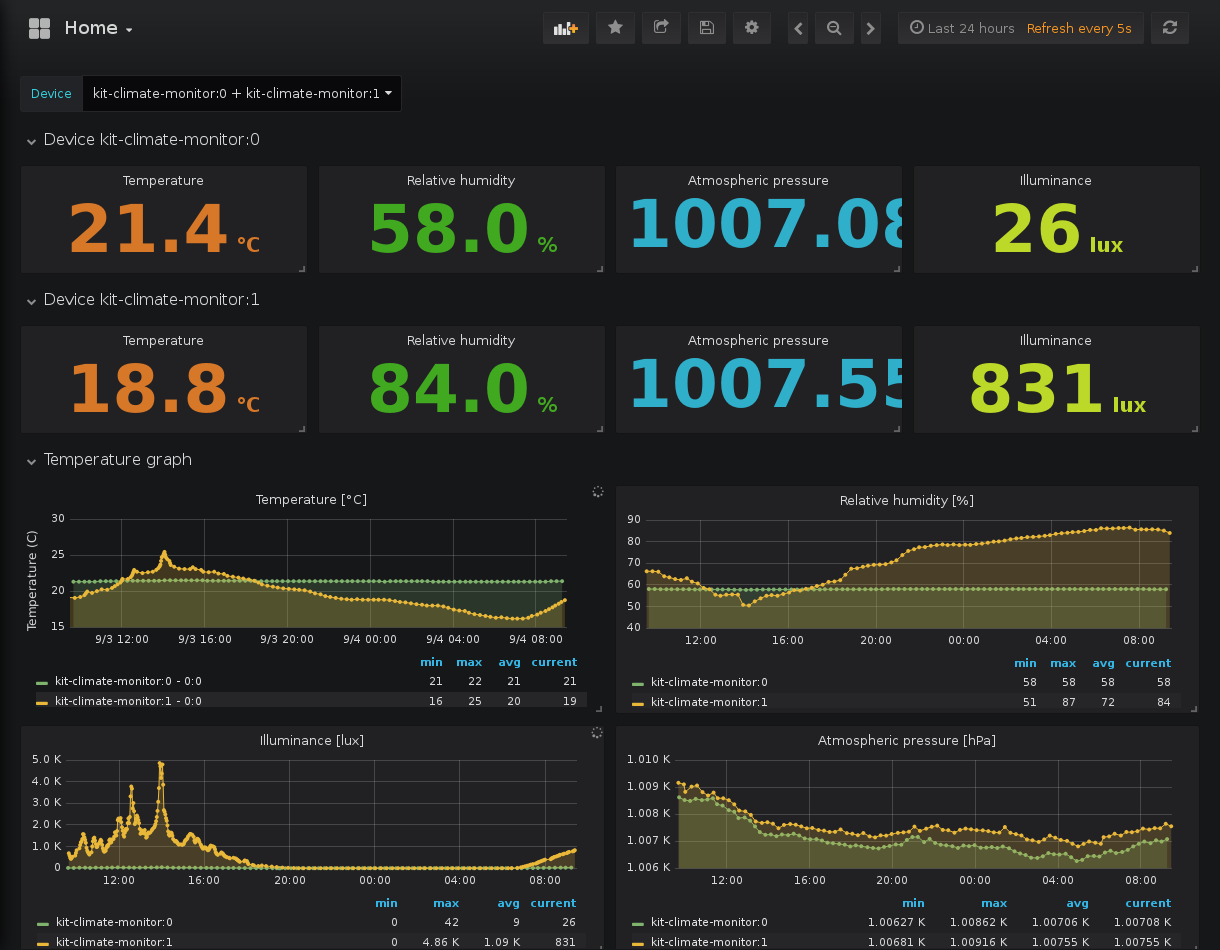 Home
Last 24 hours Refresh every 5s
Device kit-climate-monitor:0 + kit-climate-monitor:1
Device kit-climate-monitor:0
Temperature Relative humidity Atmospheric pressure Illuminance
21.4 °C 58.0 % 1007.08 26 lux
Device kit-climate-monitor:1
Temperature Relative humidity Atmospheric pressure Illuminance
18.8 °C 84.0 % 1007.55 831 lux
Temperature graph
Temperature [°C]
Temperature (C)
30
25
20
15
9/3 12:00 9/3 16:00 9/3 20:00 9/4 00:00 9/4 04:00 9/4 08:00
min max avg current
kit-climate-monitor:0 - 0:0 21 22 21 21
kit-climate-monitor:1 - 0:0 16 25 20 19
Relative humidity [%]
90
80
70
60
50
40
12:00 16:00 20:00 00:00 04:00 08:00
min max avg current
kit-climate-monitor:0 58 58 58 58
kit-climate-monitor:1 51 87 72 84
Illuminance [lux]
5.0 K
4.0 K
3.0 K
2.0 K
1.0 K
0
12:00 16:00 20:00 00:00 04:00 08:00
min max avg current
kit-climate-monitor:0 0 42 9 26
kit-climate-monitor:1 0 4.86 K 1.09 K 831
Atmospheric pressure [hPa]
1.010 K
1.009 K
1.008 K
1.007 K
1.006 K
12:00 16:00 20:00 00:00 04:00 08:00
min max avg current
kit-climate-monitor:0 1.00627 K 1.00862 K 1.00706 K 1.00708 K
kit-climate-monitor:1 1.00681 K 1.00916 K 1.00755 K 1.00755 K